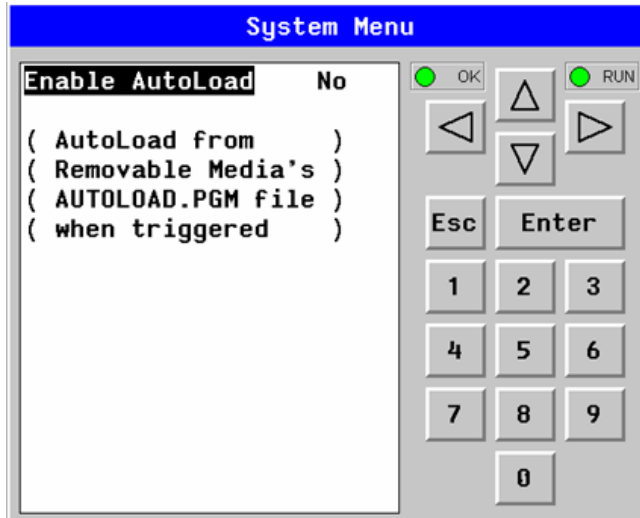 System Menu
Enable AutoLoad No
( AutoLoad from )
( Removable Media's )
( AUTOLOAD.PGM file )
( when triggered )
OK
RUN
Esc
Enter
1
2
3
4
5
6
7
8
9
0